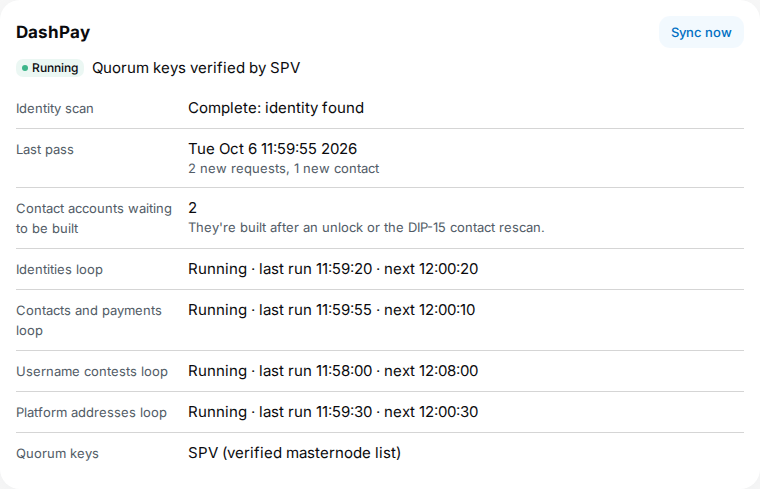 DashPay
Sync now
Running
Quorum keys verified by SPV
Identity scan
Complete: identity found
Last pass
Tue Oct 6 11:59:55 2026
2 new requests, 1 new contact
Contact accounts waiting
to be built
2
They're built after an unlock or the DIP-15 contact rescan.
Identities loop
Running · last run 11:59:20 · next 12:00:20
Contacts and payments
loop
Running · last run 11:59:55 · next 12:00:10
Username contests loop
Running · last run 11:58:00 · next 12:08:00
Platform addresses loop
Running · last run 11:59:30 · next 12:00:30
Quorum keys
SPV (verified masternode list)